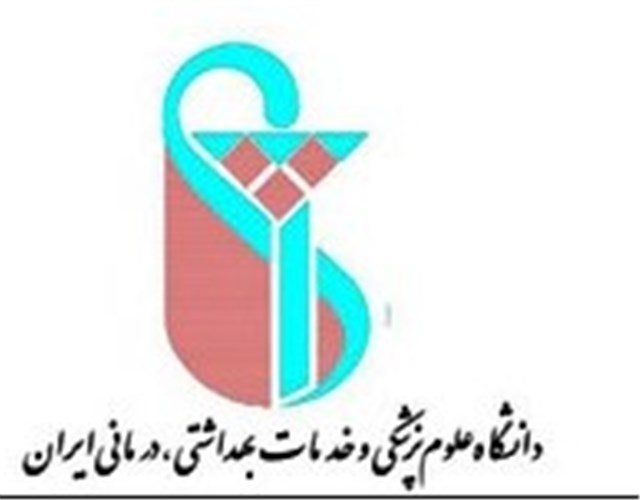 دانشگاه علوم پزشکی و خدمات بهداشتی ، درمانی ایران